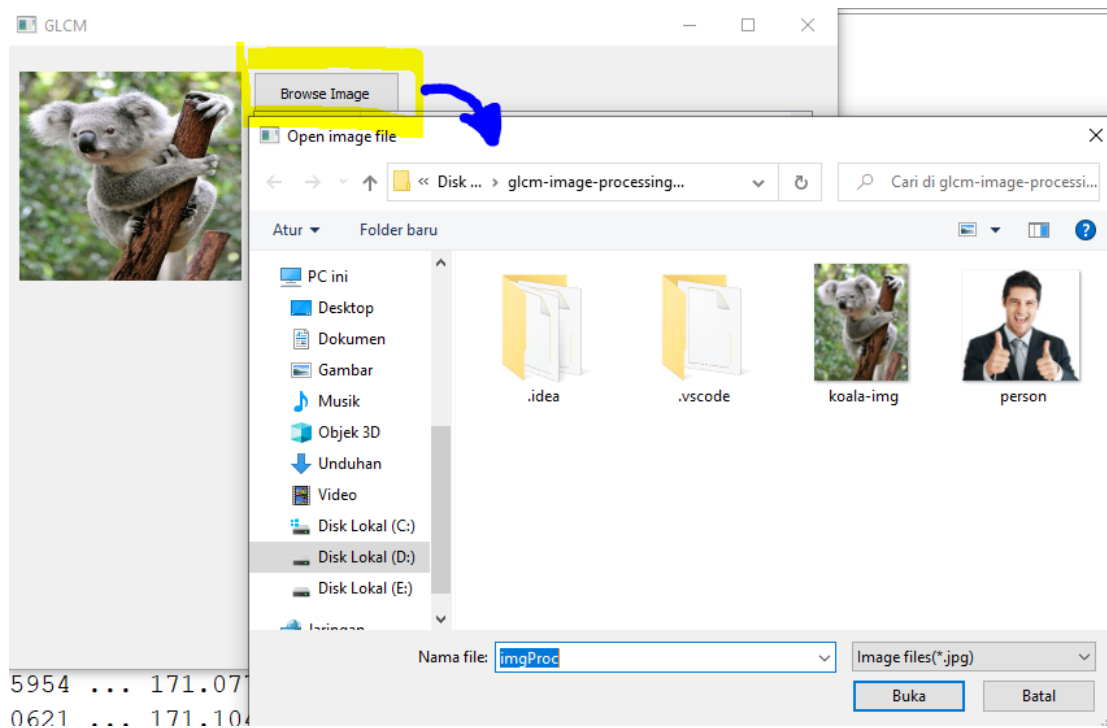 GLCM
Browse Image
Open image file
« Disk ... › glcm-image-processing...
Cari di glcm-image-processi...
Atur
Folder baru
PC ini
Desktop
Dokumen
Gambar
Musik
Objek 3D
Unduhan
Video
Disk Lokal (C:)
Disk Lokal (D:)
Disk Lokal (E:)
Jaringan
.idea
.vscode
koala-img
person
Nama file: imgProc
Image files(*.jpg)
Buka
Batal
5954 ... 171.07
0621 ... 171.104